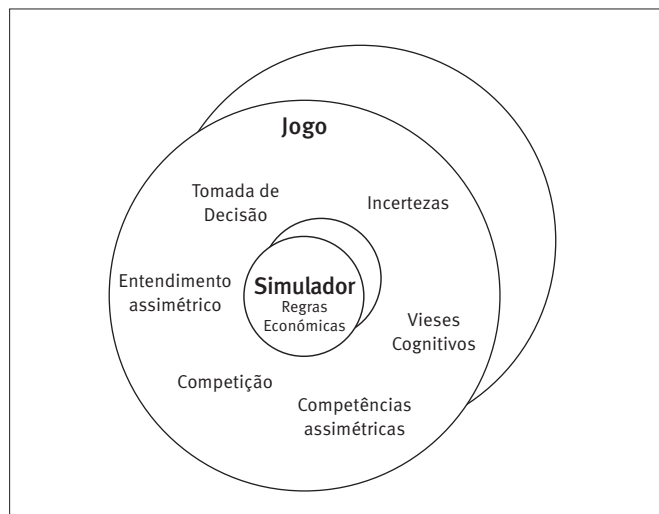 Jogo
Tomada de
Decisão
Incertezas
Entendimento
assimétrico
Simulador
Regras
Económicas
Vieses
Cognitivos
Competição
Competências
assimétricas